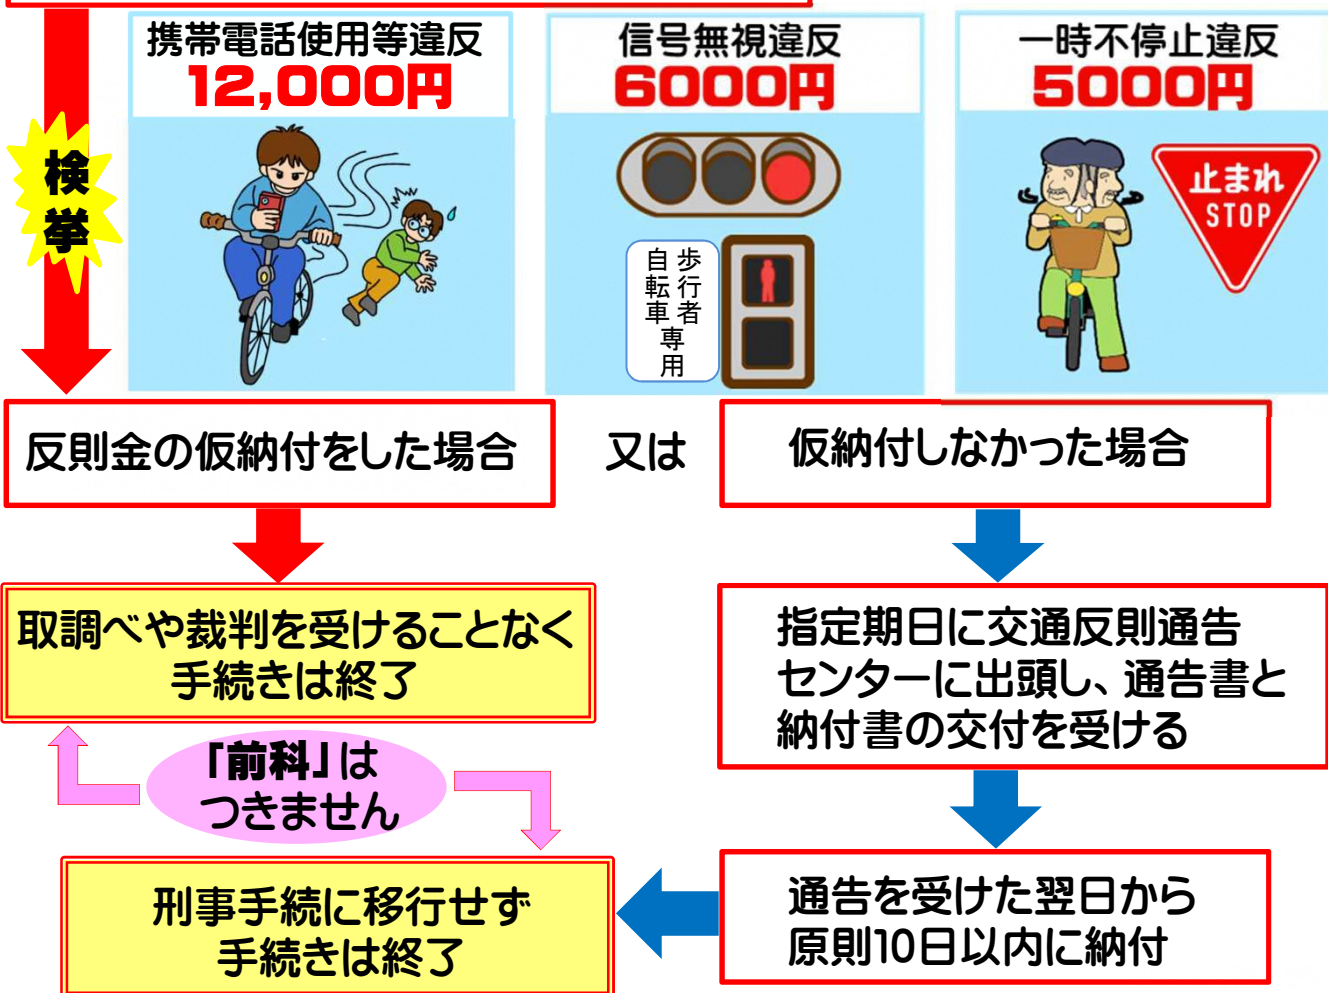 携帯電話使用等違反
12,000円
信号無視違反
6000円
一時不停止違反
5000円
検挙
歩行者
自転車
専用
止まれ
STOP
反則金の仮納付をした場合
又は
仮納付しなかった場合
取調べや裁判を受けることなく
手続きは終了
指定期日に交通反則通告
センターに出頭し、通告書と
納付書の交付を受ける
「前科」は
つきません
刑事手続に移行せず
手続きは終了
通告を受けた翌日から
原則10日以内に納付